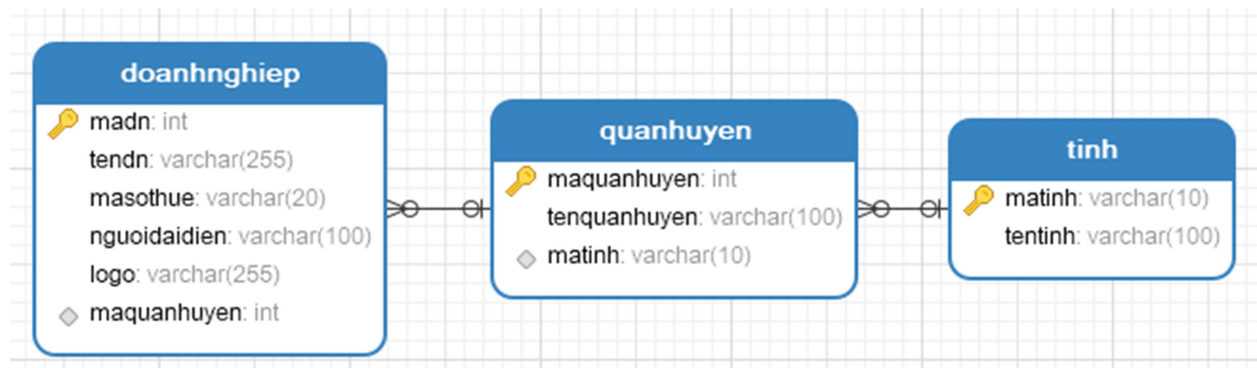 doanhnghiep
madn: int
tendn: varchar(255)
masothue: varchar(20)
nguoidaidien: varchar(100)
logo: varchar(255)
maquanhuyen: int
quanhuyen
maquanhuyen: int
tenquanhuyen: varchar(100)
matinh: varchar(10)
tinh
matinh: varchar(10)
tentinh: varchar(100)